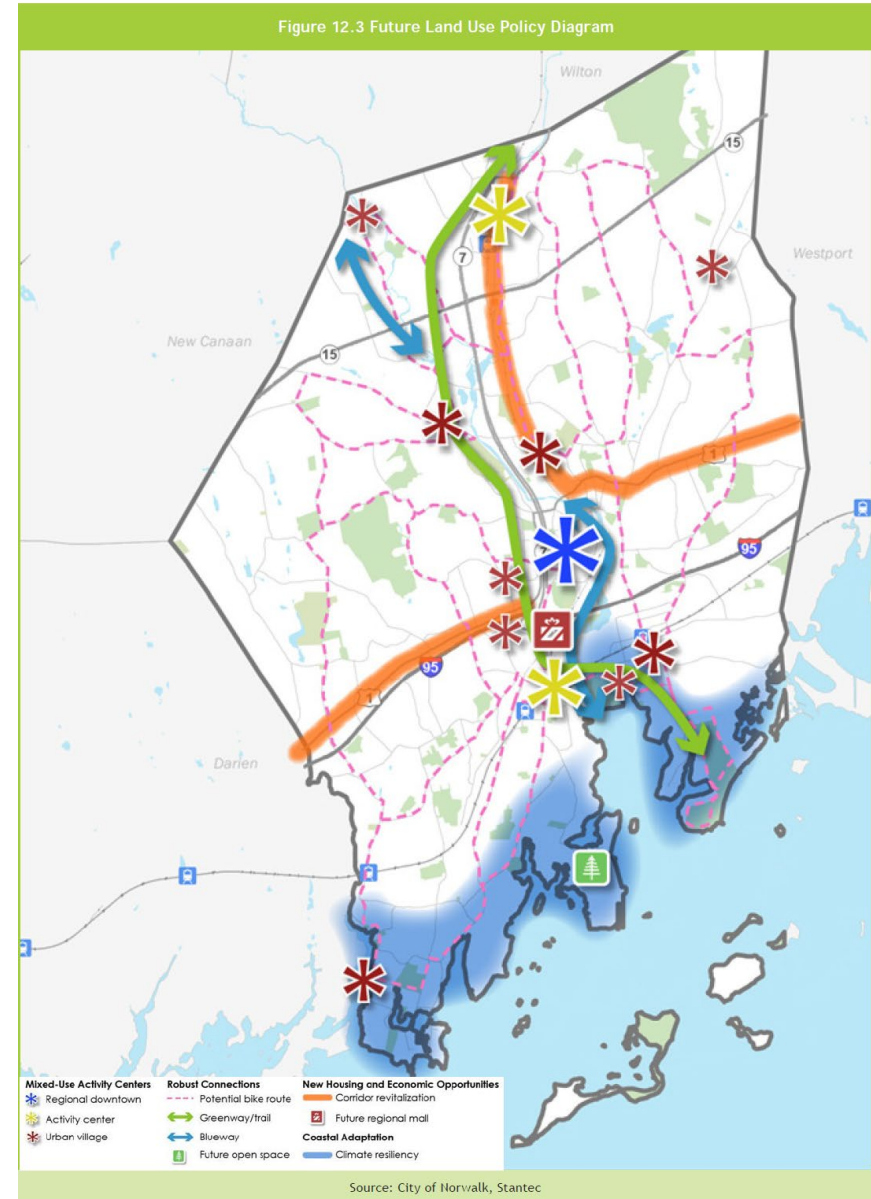 Figure 12.3 Future Land Use Policy Diagram
Wilton
15
Westport
7
New Canaan
15
1
7
95
95
1
Darien
Mixed-Use Activity Centers
Regional downtown
Activity center
Urban village
Robust Connections
Potential bike route
Greenway/trail
Blueway
Future open space
New Housing and Economic Opportunities
Corridor revitalization
Future regional mall
Coastal Adaptation
Climate resiliency
Source: City of Norwalk, Stantec